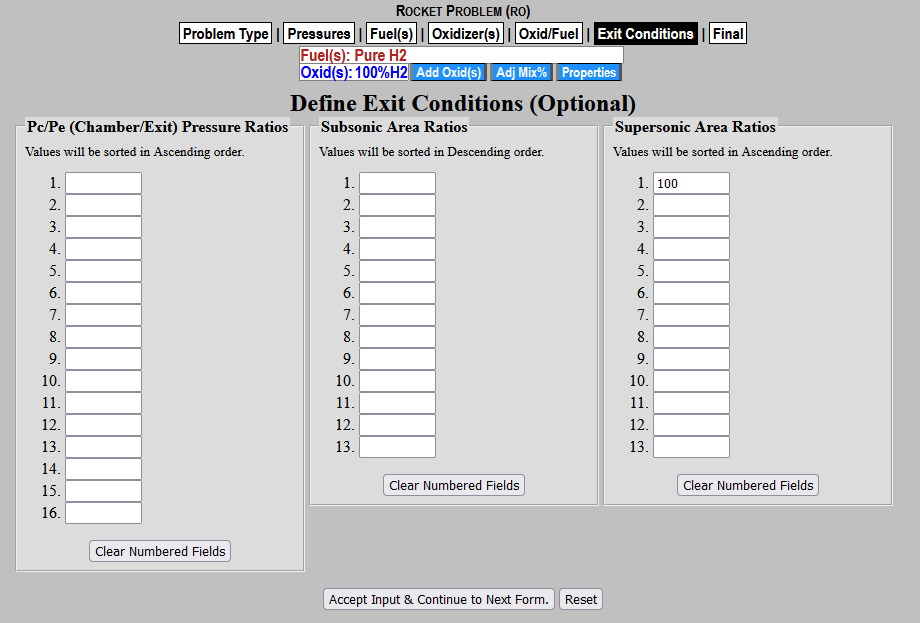 ROCKET PROBLEM (RO)
Problem Type | Pressures | Fuel(s) | Oxidizer(s) | Oxid/Fuel | Exit Conditions | Final
Fuel(s): Pure H2
Oxid(s): 100%H2 Add Oxid(s) Adj Mix% Properties
Define Exit Conditions (Optional)
Pc/Pe (Chamber/Exit) Pressure Ratios
Values will be sorted in Ascending order.
1.
2.
3.
4.
5.
6.
7.
8.
9.
10.
11.
12.
13.
14.
15.
16.
Clear Numbered Fields
Subsonic Area Ratios
Values will be sorted in Descending order.
1.
2.
3.
4.
5.
6.
7.
8.
9.
10.
11.
12.
13.
Clear Numbered Fields
Supersonic Area Ratios
Values will be sorted in Ascending order.
1. 100
2.
3.
4.
5.
6.
7.
8.
9.
10.
11.
12.
13.
Clear Numbered Fields
Accept Input & Continue to Next Form. Reset